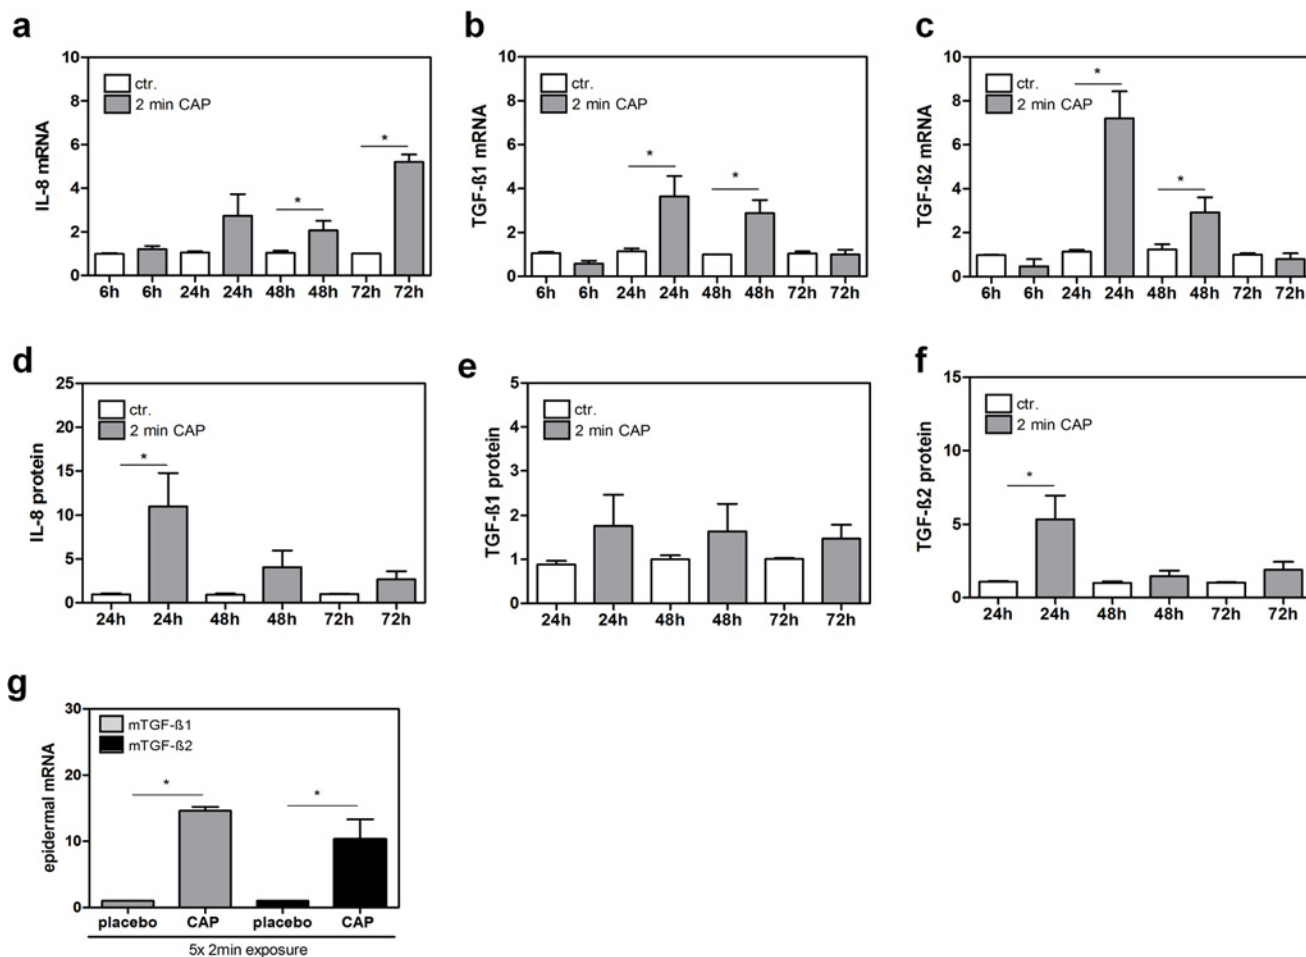 a
IL-8 mRNA
10
8
6
4
2
0
ctr.
2 min CAP
*
*
6h 6h 24h 24h 48h 48h 72h 72h
b
TGF-ß1 mRNA
10
8
6
4
2
0
ctr.
2 min CAP
*
*
6h 6h 24h 24h 48h 48h 72h 72h
c
TGF-ß2 mRNA
10
8
6
4
2
0
ctr.
2 min CAP
*
*
6h 6h 24h 24h 48h 48h 72h 72h
d
IL-8 protein
25
20
15
10
5
0
ctr.
2 min CAP
*
24h 24h 48h 48h 72h 72h
e
TGF-ß1 protein
5
4
3
2
1
0
ctr.
2 min CAP
24h 24h 48h 48h 72h 72h
f
TGF-ß2 protein
15
10
5
0
ctr.
2 min CAP
*
24h 24h 48h 48h 72h 72h
g
epidermal mRNA
30
20
10
0
mTGF-ß1
mTGF-ß2
*
*
placebo CAP placebo CAP
5x 2min exposure